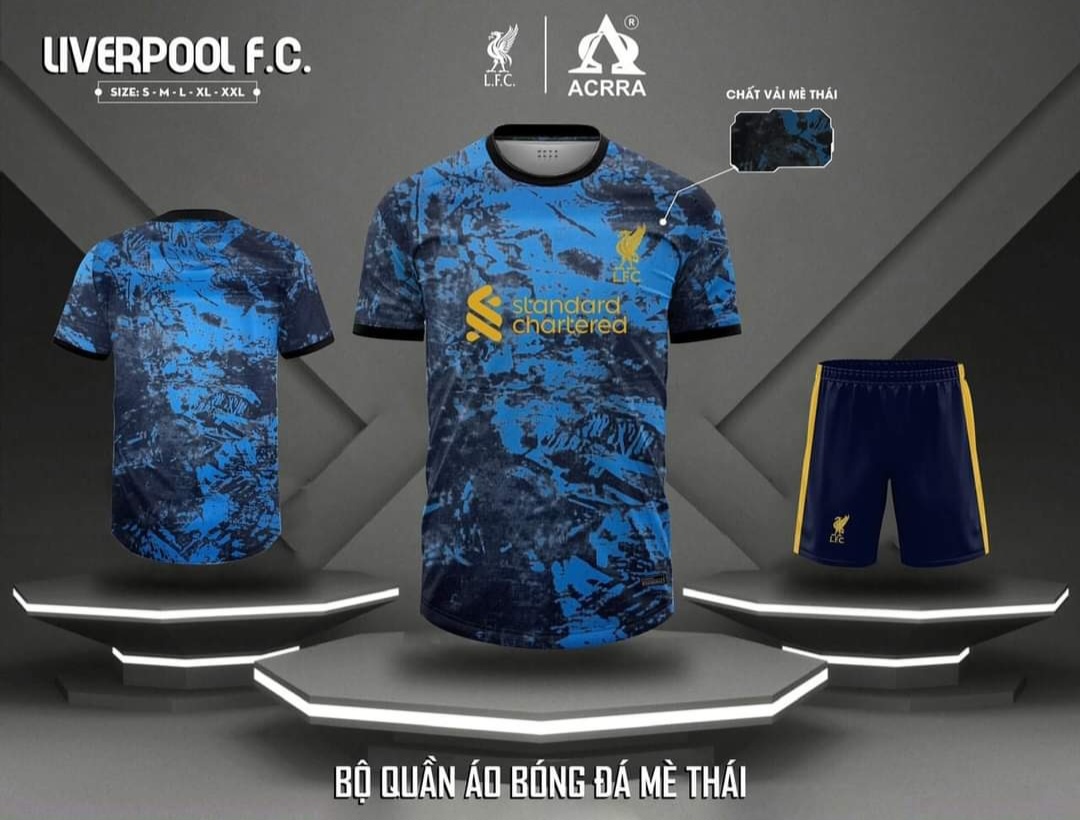 LIVERPOOL F.C.
SIZE: S - M - L - XL - XXL
L.F.C.
®
ACRRA
CHẤT VẢI MÈ THÁI
LFC
standard
chartered
LFC
BỘ QUẦN ÁO BÓNG ĐÁ MÈ THÁI